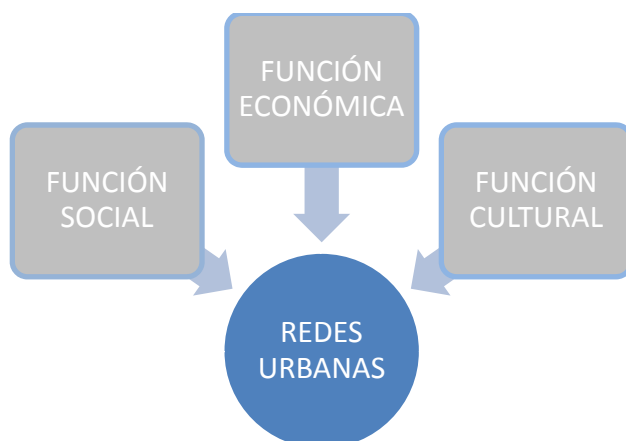 FUNCIÓN
ECONÓMICA
FUNCIÓN
SOCIAL
FUNCIÓN
CULTURAL
REDES
URBANAS